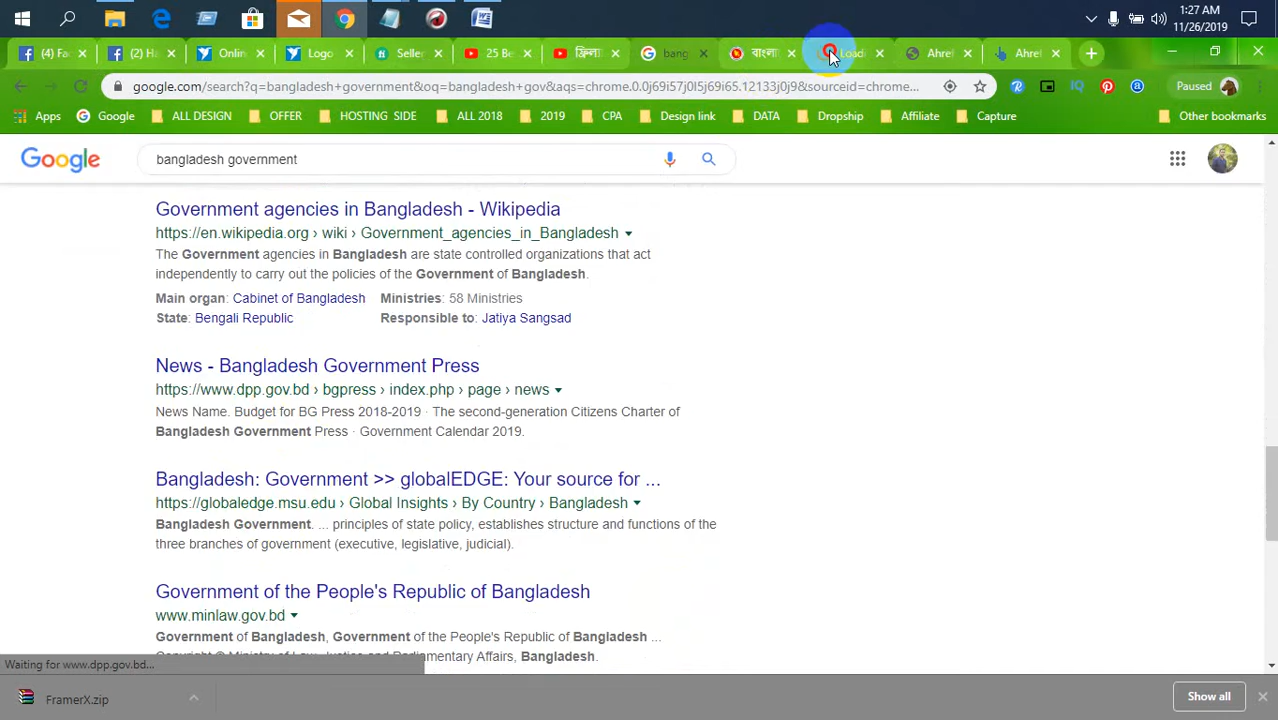 1:27 AM
11/26/2019
(4) Fa
(2) Ha
Onlin
Logo
Seller
25 Be
bang
বাংলা
Load
Ahre
Ahre
google.com/search?q=bangladesh+government&oq=bangladesh+gov&aqs=chrome.0.0j69i57j0l5j69i65.12133j0j9&sourceid=chrome...
Paused
Apps
Google
ALL DESIGN
OFFER
HOSTING SIDE
ALL 2018
2019
CPA
Design link
DATA
Dropship
Affiliate
Capture
Other bookmarks
Google
bangladesh government
Government agencies in Bangladesh - Wikipedia
https://en.wikipedia.org › wiki › Government_agencies_in_Bangladesh
The Government agencies in Bangladesh are state controlled organizations that act
independently to carry out the policies of the Government of Bangladesh.
Main organ: Cabinet of Bangladesh Ministries: 58 Ministries
State: Bengali Republic Responsible to: Jatiya Sangsad
News - Bangladesh Government Press
https://www.dpp.gov.bd › bgpress › index.php › page › news
News Name. Budget for BG Press 2018-2019 · The second-generation Citizens Charter of
Bangladesh Government Press · Government Calendar 2019.
Bangladesh: Government >> globalEDGE: Your source for ...
https://globaledge.msu.edu › Global Insights › By Country › Bangladesh
Bangladesh Government. ... principles of state policy, establishes structure and functions of the
three branches of government (executive, legislative, judicial).
Government of the People's Republic of Bangladesh
www.minlaw.gov.bd
Government of Bangladesh, Government of the People's Republic of Bangladesh ...
Copyright © Ministry of Law, Justice and Parliamentary Affairs, Bangladesh.
Waiting for www.dpp.gov.bd...
FramerX.zip
Show all